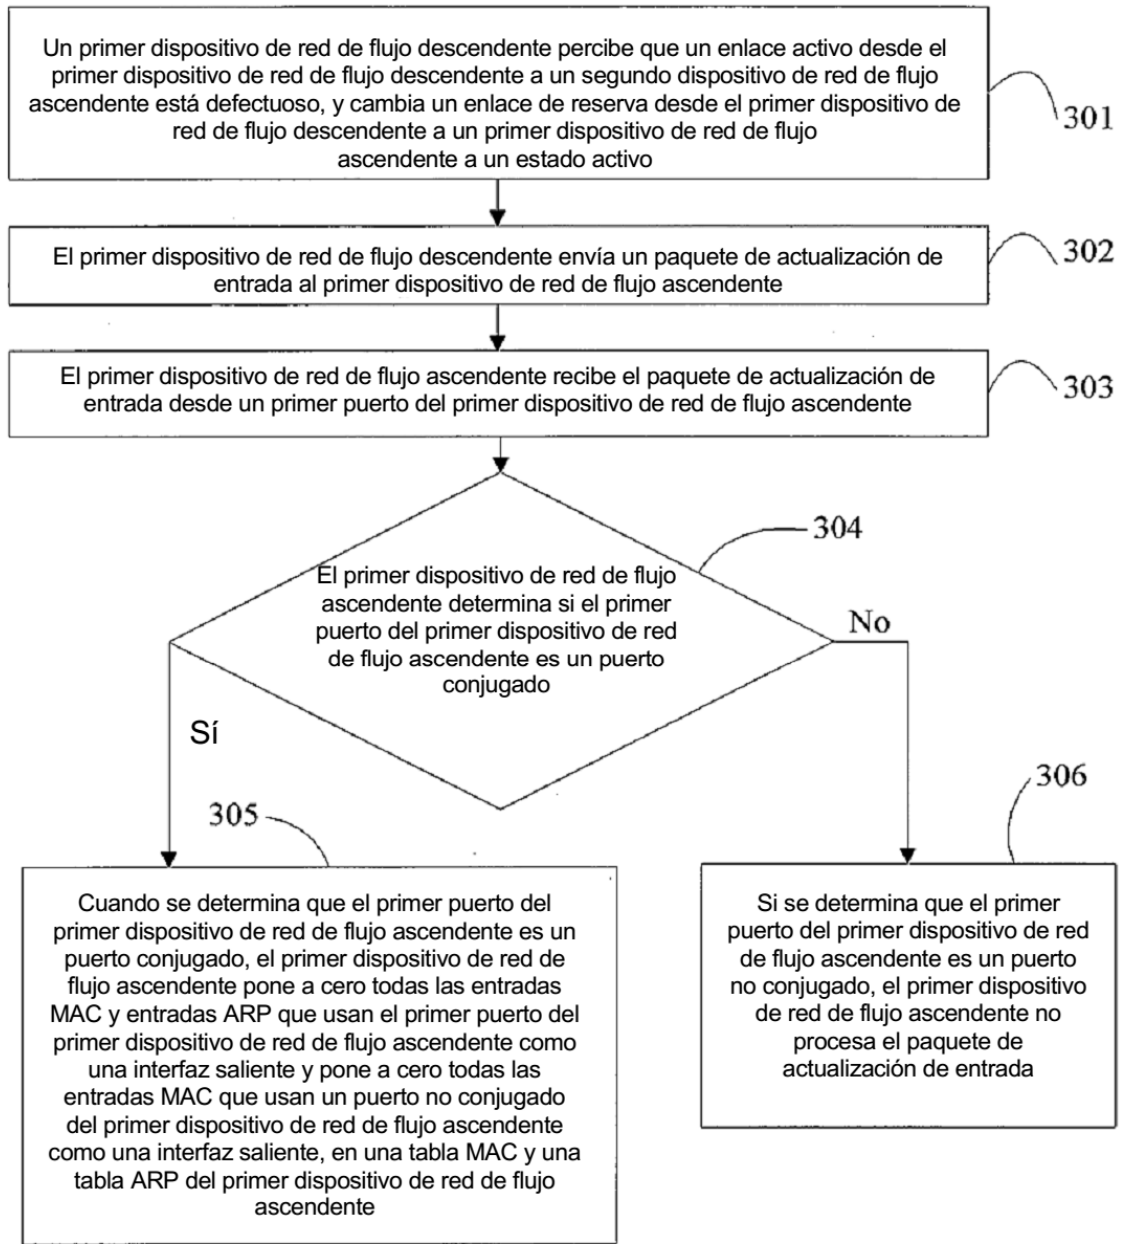 Un primer dispositivo de red de flujo descendente percibe que un enlace activo desde el
primer dispositivo de red de flujo descendente a un segundo dispositivo de red de flujo
ascendente está defectuoso, y cambia un enlace de reserva desde el primer dispositivo de
red de flujo descendente a un primer dispositivo de red de flujo
ascendente a un estado activo
301
El primer dispositivo de red de flujo descendente envía un paquete de actualización de
entrada al primer dispositivo de red de flujo ascendente
302
El primer dispositivo de red de flujo ascendente recibe el paquete de actualización de
entrada desde un primer puerto del primer dispositivo de red de flujo ascendente
303
304
El primer dispositivo de red de flujo
ascendente determina si el primer
puerto del primer dispositivo de red
de flujo ascendente es un puerto
conjugado
No
Sí
305
Cuando se determina que el primer puerto del
primer dispositivo de red de flujo ascendente es un
puerto conjugado, el primer dispositivo de red de
flujo ascendente pone a cero todas las entradas
MAC y entradas ARP que usan el primer puerto del
primer dispositivo de red de flujo ascendente como
una interfaz saliente y pone a cero todas las
entradas MAC que usan un puerto no conjugado
del primer dispositivo de red de flujo ascendente
como una interfaz saliente, en una tabla MAC y una
tabla ARP del primer dispositivo de red de flujo
ascendente
306
Si se determina que el primer
puerto del primer dispositivo de red
de flujo ascendente es un puerto
no conjugado, el primer dispositivo
de red de flujo ascendente no
procesa el paquete de
actualización de entrada